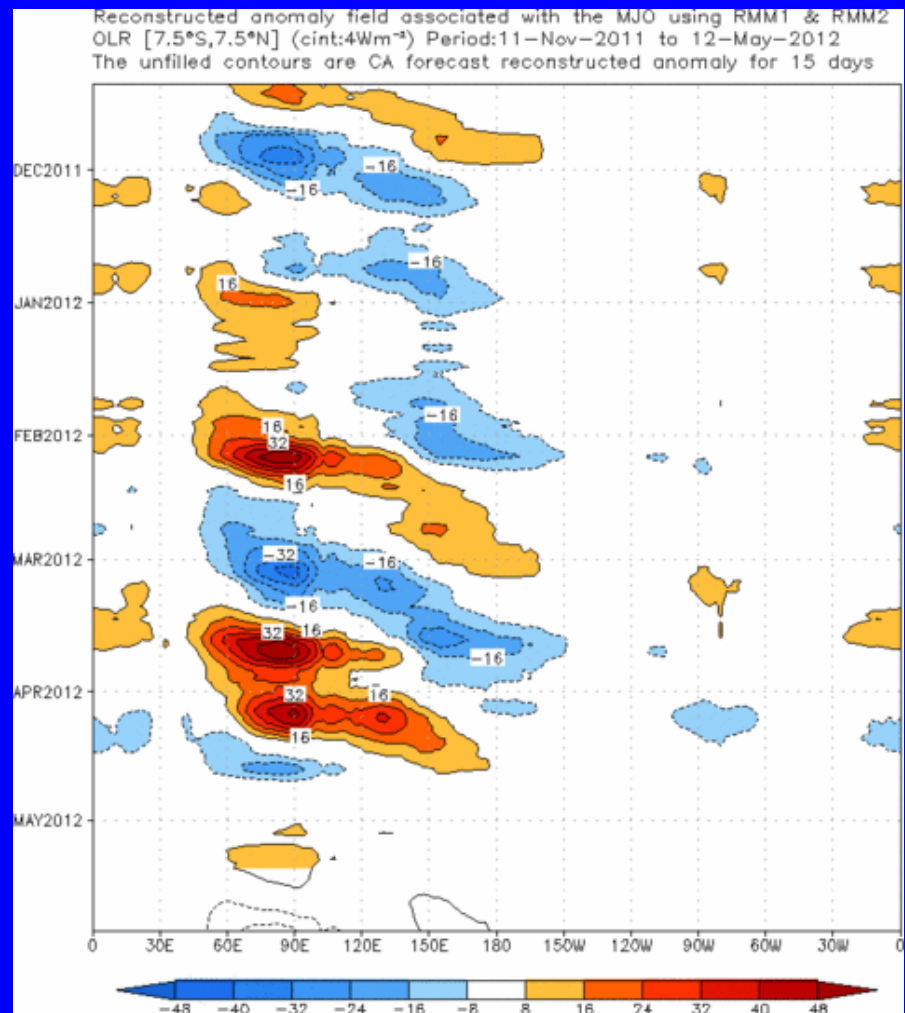 Reconstructed anomaly field associated with the MJO using RMM1 & RMM2
OLR [7.5°S,7.5°N] (cint:4Wm⁻²) Period:11-Nov-2011 to 12-May-2012
The unfilled contours are CA forecast reconstructed anomaly for 15 days
DEC2011
-16
-16
-16
JAN2012
16
-16
FEB2012
16
32
16
MAR2012
-32
-16
-16
32
16
-16
APR2012
32
16
16
MAY2012
0 30E 60E 90E 120E 150E 180 150W 120W 90W 60W 30W 0
-48 -40 -32 -24 -16 -8 8 16 24 32 40 48